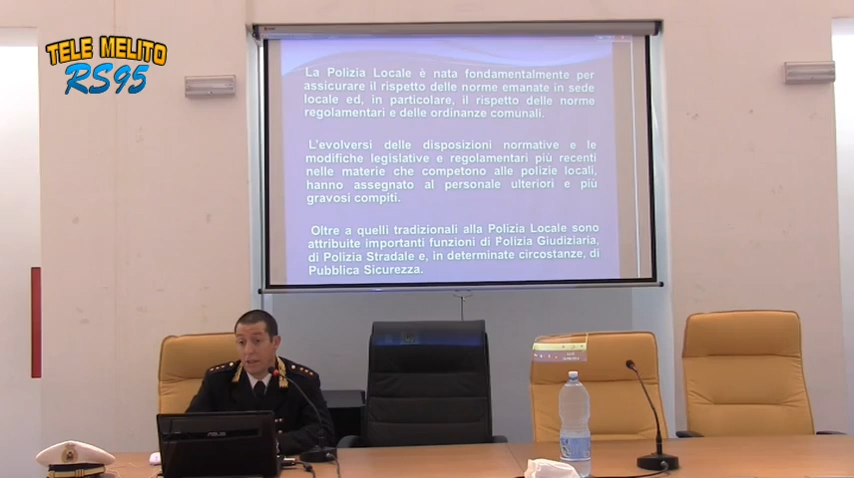 TELE MELITO
RS95
La Polizia Locale è nata fondamentalmente per
assicurare il rispetto delle norme emanate in sede
locale ed, in particolare, il rispetto delle norme
regolamentari e delle ordinanze comunali.
L'evolversi delle disposizioni normative e le
modifiche legislative e regolamentari più recenti
nelle materie che competono alle polizie locali,
hanno assegnato al personale ulteriori e più
gravosi compiti.
Oltre a quelli tradizionali alla Polizia Locale sono
attribuite importanti funzioni di Polizia Giudiziaria,
di Polizia Stradale e, in determinate circostanze, di
Pubblica Sicurezza.
ASUS